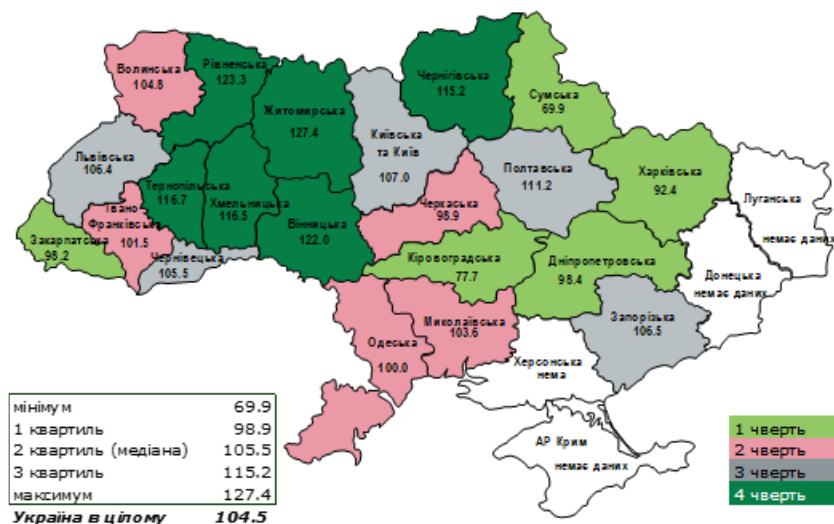 Волинська
104.8
Рівненська
123.3
Житомирська
127.4
Київська
та Київ
107.0
Чернігівська
115.2
Сумська
69.9
Львівська
106.4
Тернопільська
116.7
Хмельницька
116.5
Вінницька
122.0
Черкаська
98.9
Полтавська
111.2
Харківська
92.4
Луганська
немає даних
Закарпатська
98.2
Івано
Франківська
101.5
Чернівецька
105.5
Кіровоградська
77.7
Дніпропетровська
98.4
Донецька
немає даних
Одеська
100.0
Миколаївська
103.6
Запорізька
106.5
Херсонська
нема
АР Крим
немає даних
мінімум 69.9
1 квартиль 98.9
2 квартиль (медіана) 105.5
3 квартиль 115.2
максимум 127.4
Україна в цілому 104.5
1 чверть
2 чверть
3 чверть
4 чверть